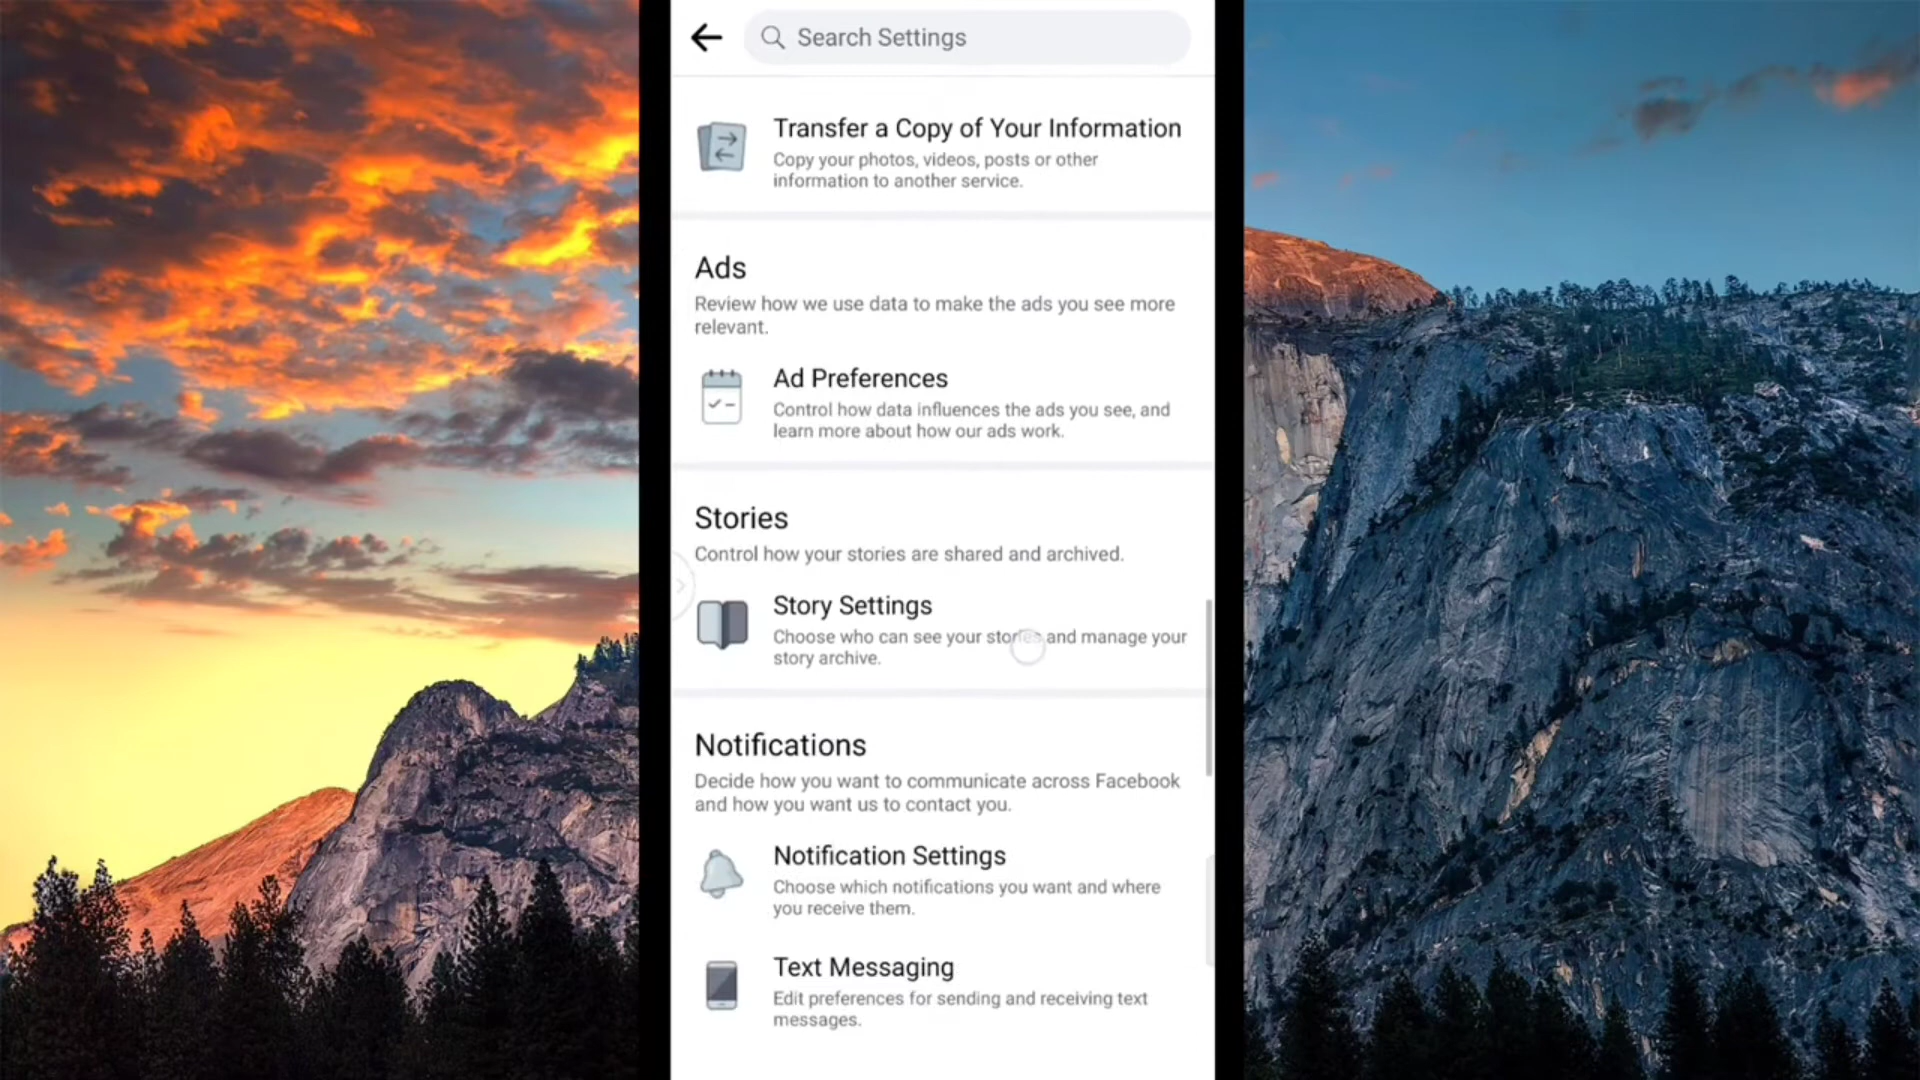 Search Settings
Transfer a Copy of Your Information
Copy your photos, videos, posts or other
information to another service.
Ads
Review how we use data to make the ads you see more
relevant.
Ad Preferences
Control how data influences the ads you see, and
learn more about how our ads work.
Stories
Control how your stories are shared and archived.
Story Settings
Choose who can see your stories and manage your
story archive.
Notifications
Decide how you want to communicate across Facebook
and how you want us to contact you.
Notification Settings
Choose which notifications you want and where
you receive them.
Text Messaging
Edit preferences for sending and receiving text
messages.